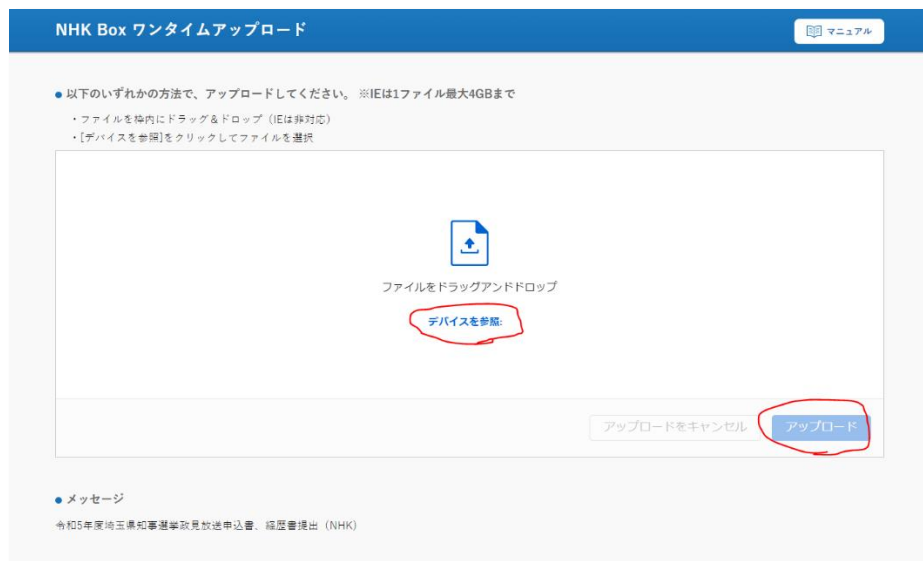 NHK Box ワンタイムアップロード
マニュアル
● 以下のいずれかの方法で、アップロードしてください。 ※IEは1ファイル最大4GBまで
・ファイルを枠内にドラッグ&ドロップ（IEは非対応）
・[デバイスを参照]をクリックしてファイルを選択
ファイルをドラッグアンドドロップ
デバイスを参照:
アップロードをキャンセル
アップロード
● メッセージ
令和5年度埼玉県知事選挙政見放送申込書、経歴書提出（NHK）